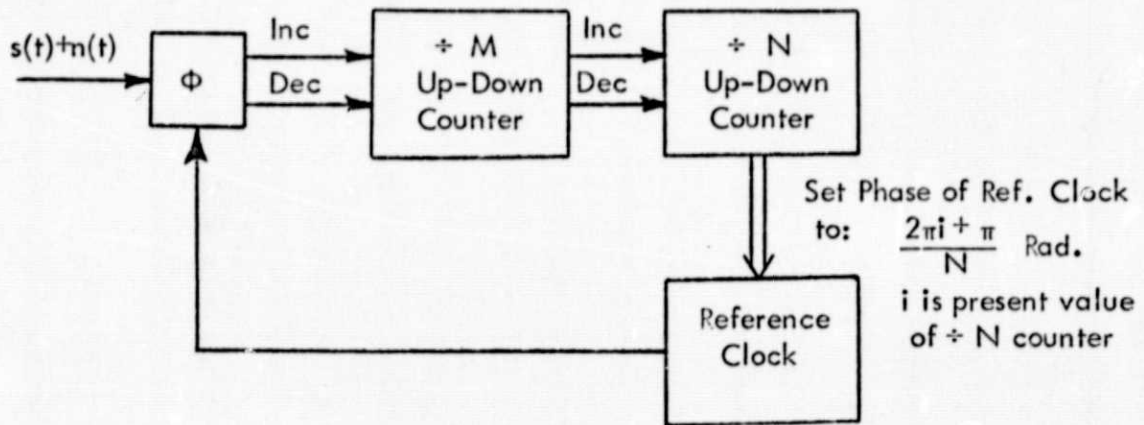 s(t)+n(t)
Φ
Inc
Dec
÷ M
Up-Down
Counter
Inc
Dec
÷ N
Up-Down
Counter
Set Phase of Ref. Clock
to: 2πi + π / N Rad.
i is present value
of ÷ N counter
Reference
Clock